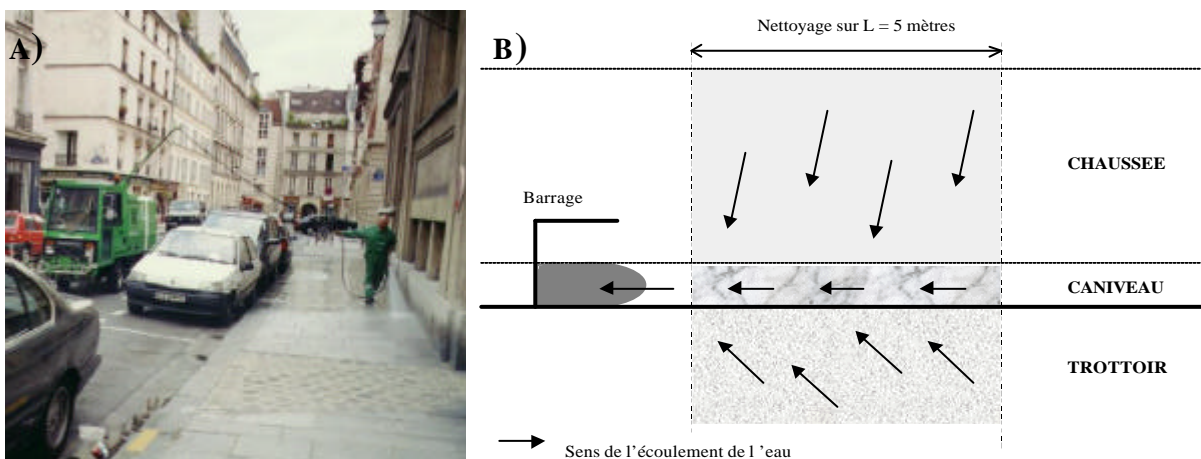 A)
B)
Nettoyage sur L = 5 mètres
CHAUSSEE
Barrage
CANIVEAU
TROTTOIR
Sens de l'écoulement de l 'eau